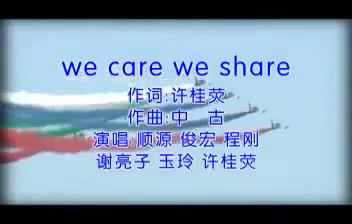 we care we share
作词:许桂荧
作曲:中　古
演唱:顺源 俊宏 程刚
谢亮子 玉玲 许桂荧